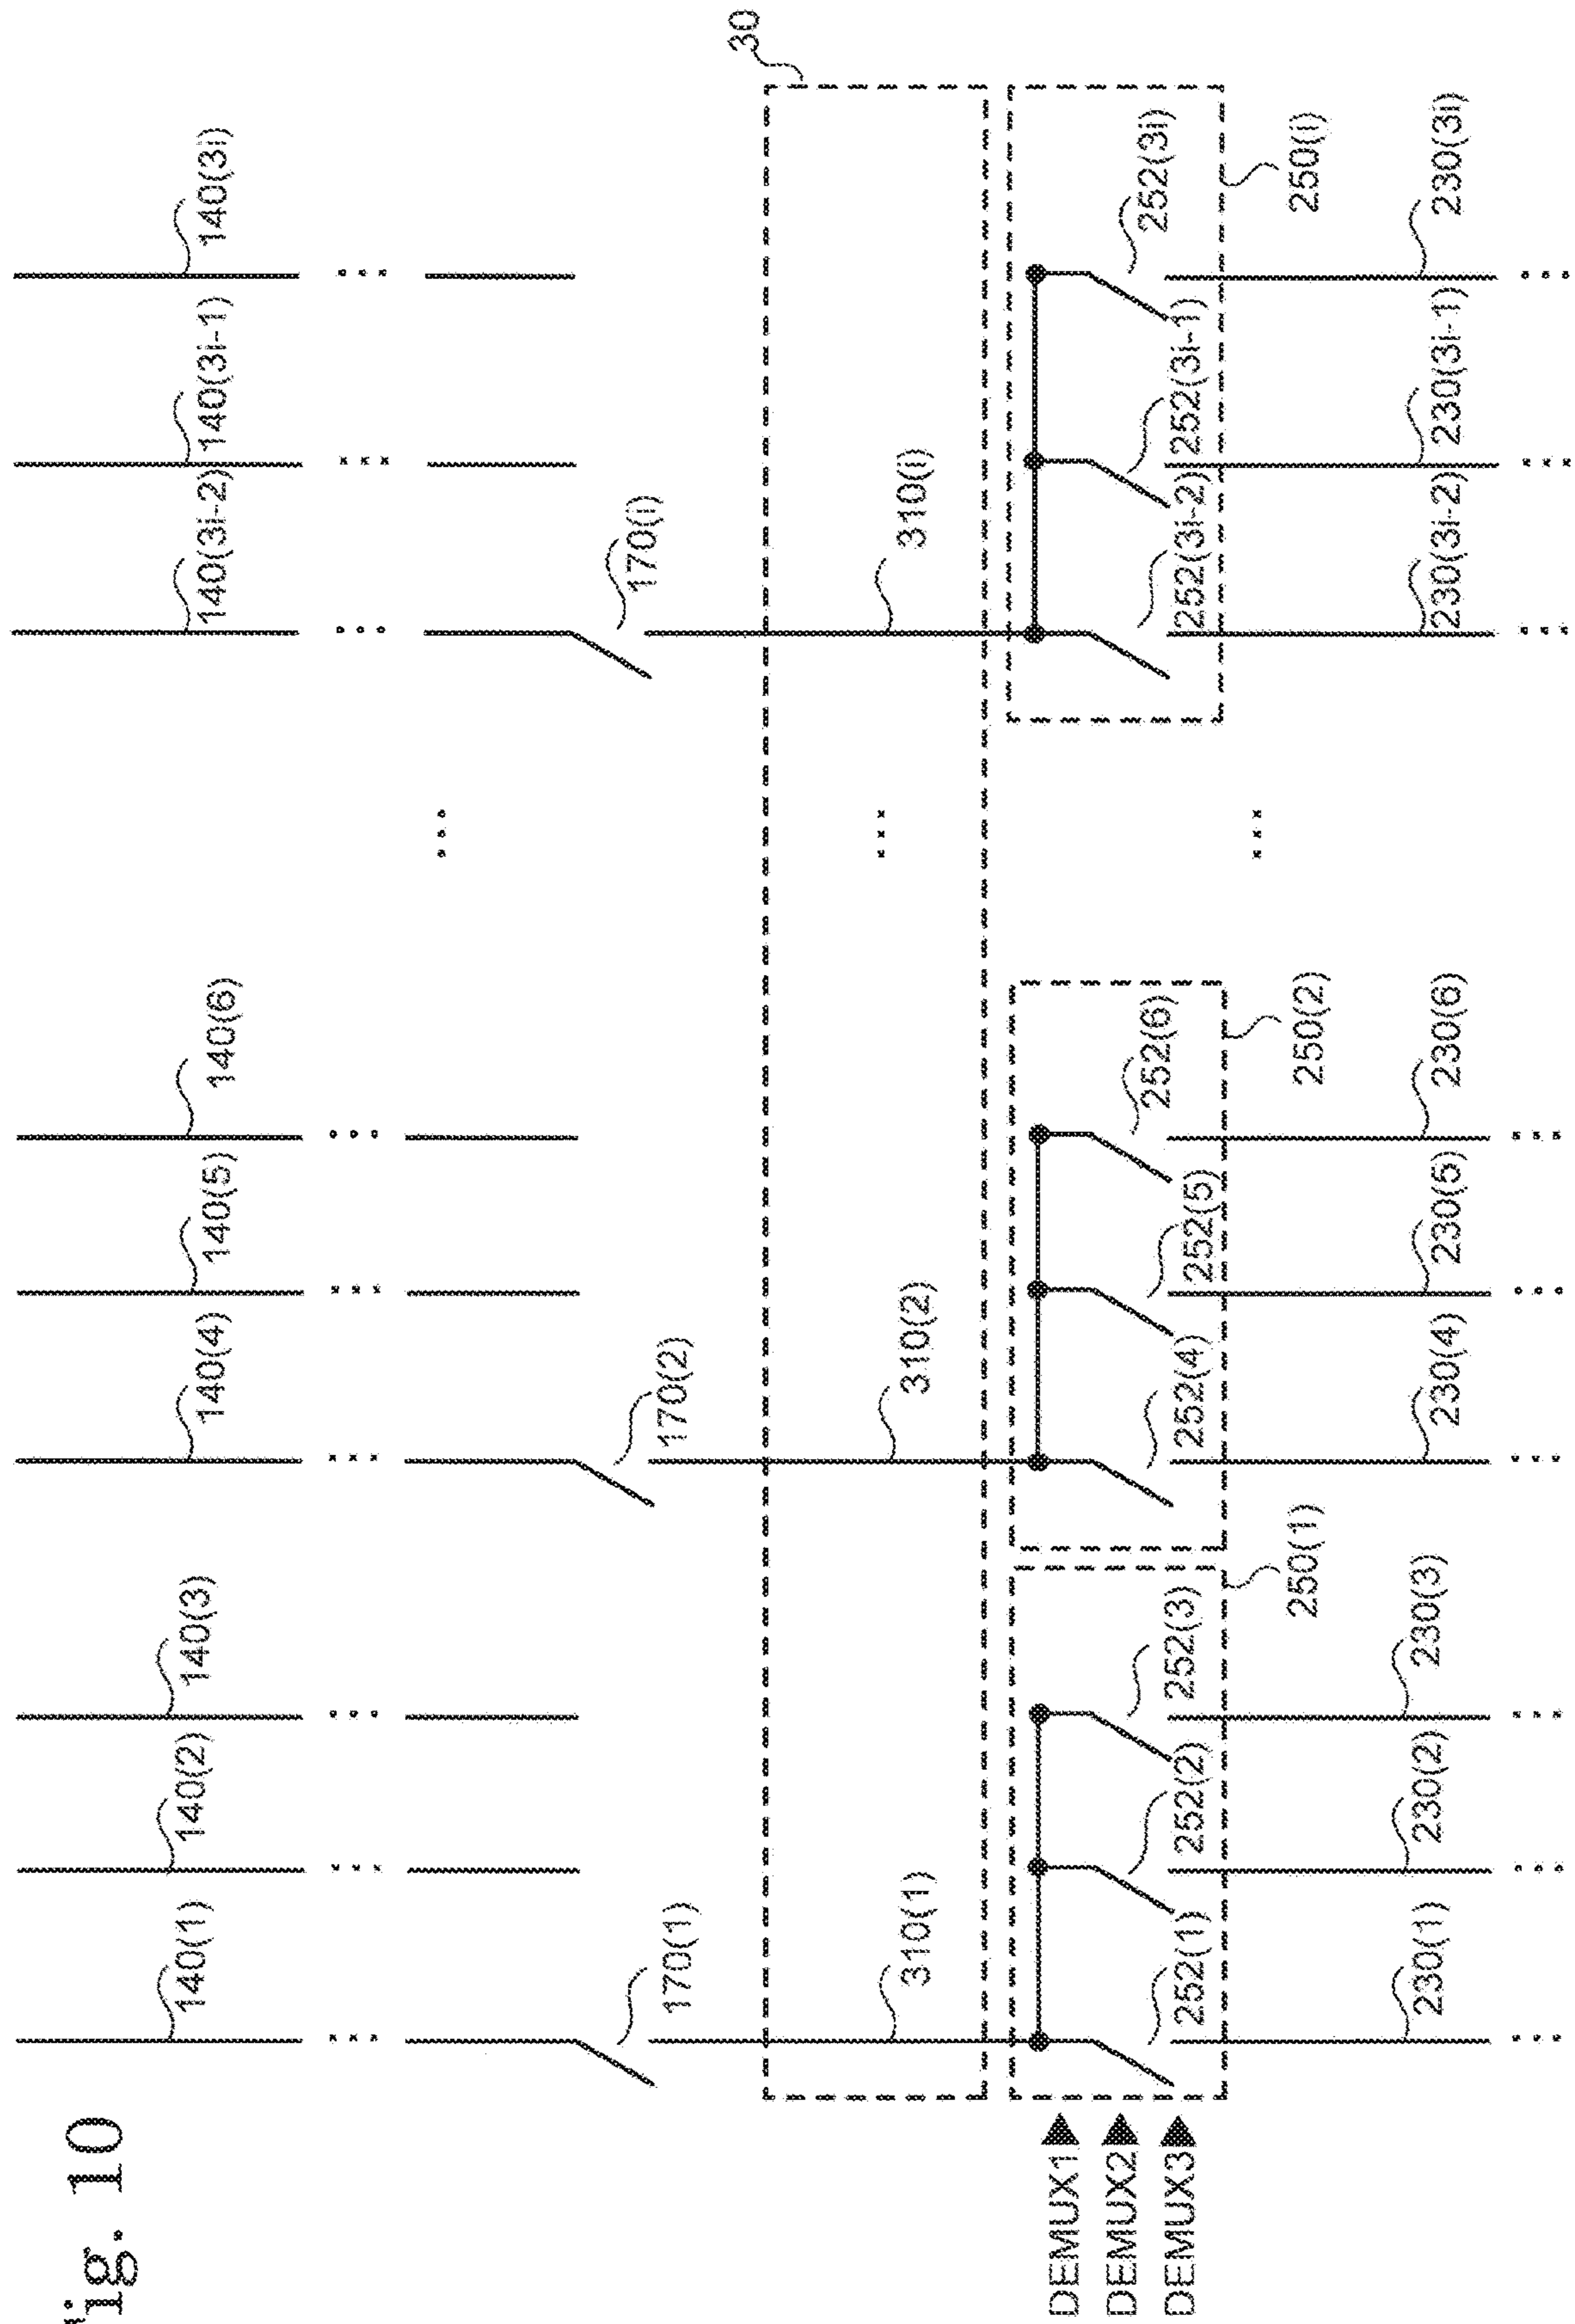 Fig. 10
140(1)
140(2)
140(3)
140(4)
140(5)
140(6)
140(3i-2)
140(3i-1)
140(3i)
170(1)
170(2)
170(i)
30
310(1)
310(2)
310(i)
DEMUX1
DEMUX2
DEMUX3
252(1)
252(2)
252(3)
252(4)
252(5)
252(6)
252(3i-2)
252(3i-1)
252(3i)
250(1)
250(2)
250(i)
230(1)
230(2)
230(3)
230(4)
230(5)
230(6)
230(3i-2)
230(3i-1)
230(3i)